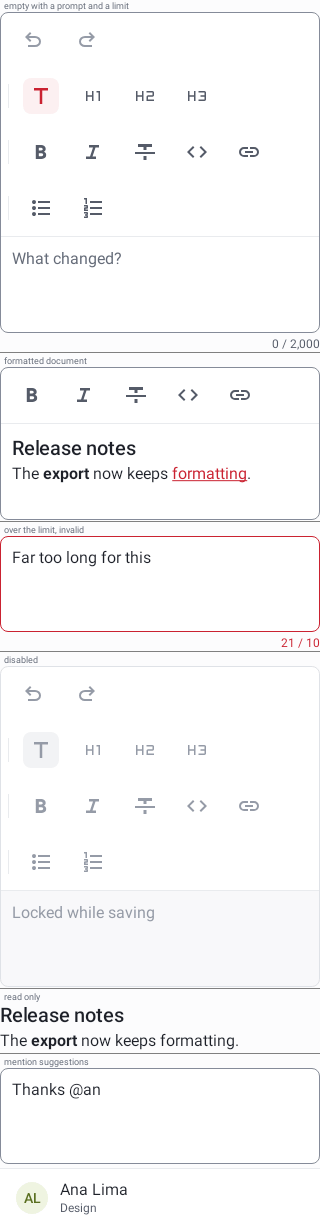 empty with a prompt and a limit
T H1 H2 H3
B I
What changed?
0 / 2,000
formatted document
B I
Release notes
The export now keeps formatting.
over the limit, invalid
Far too long for this
21 / 10
disabled
T H1 H2 H3
B I
Locked while saving
read only
Release notes
The export now keeps formatting.
mention suggestions
Thanks @an
AL Ana Lima
Design